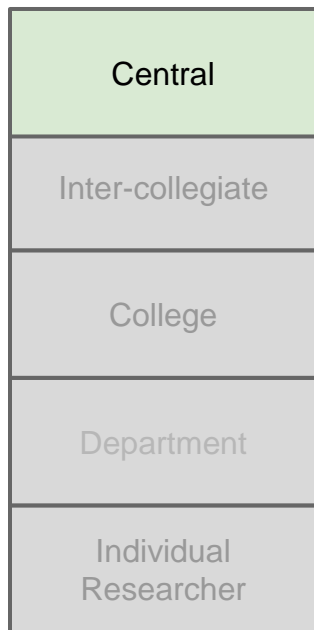 Central
Inter-collegiate
College
Department
Individual
Researcher